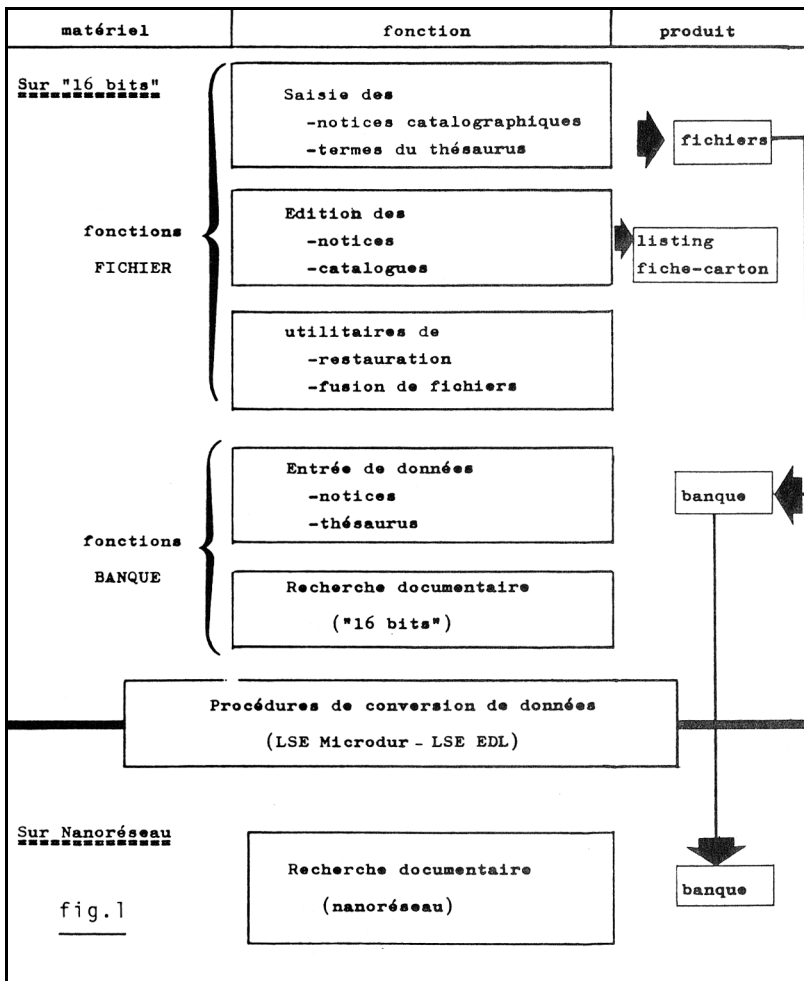 matériel fonction produit
Sur "16 bits"
Saisie des
-notices catalographiques
-termes du thésaurus
fichiers
fonctions
FICHIER
Edition des
-notices
-catalogues
listing
fiche-carton
utilitaires de
-restauration
-fusion de fichiers
fonctions
BANQUE
Entrée de données
-notices
-thésaurus
banque
Recherche documentaire
("16 bits")
Procédures de conversion de données
(LSE Microdur - LSE EDL)
Sur Nanoréseau
Recherche documentaire
(nanoréseau)
banque
fig.1